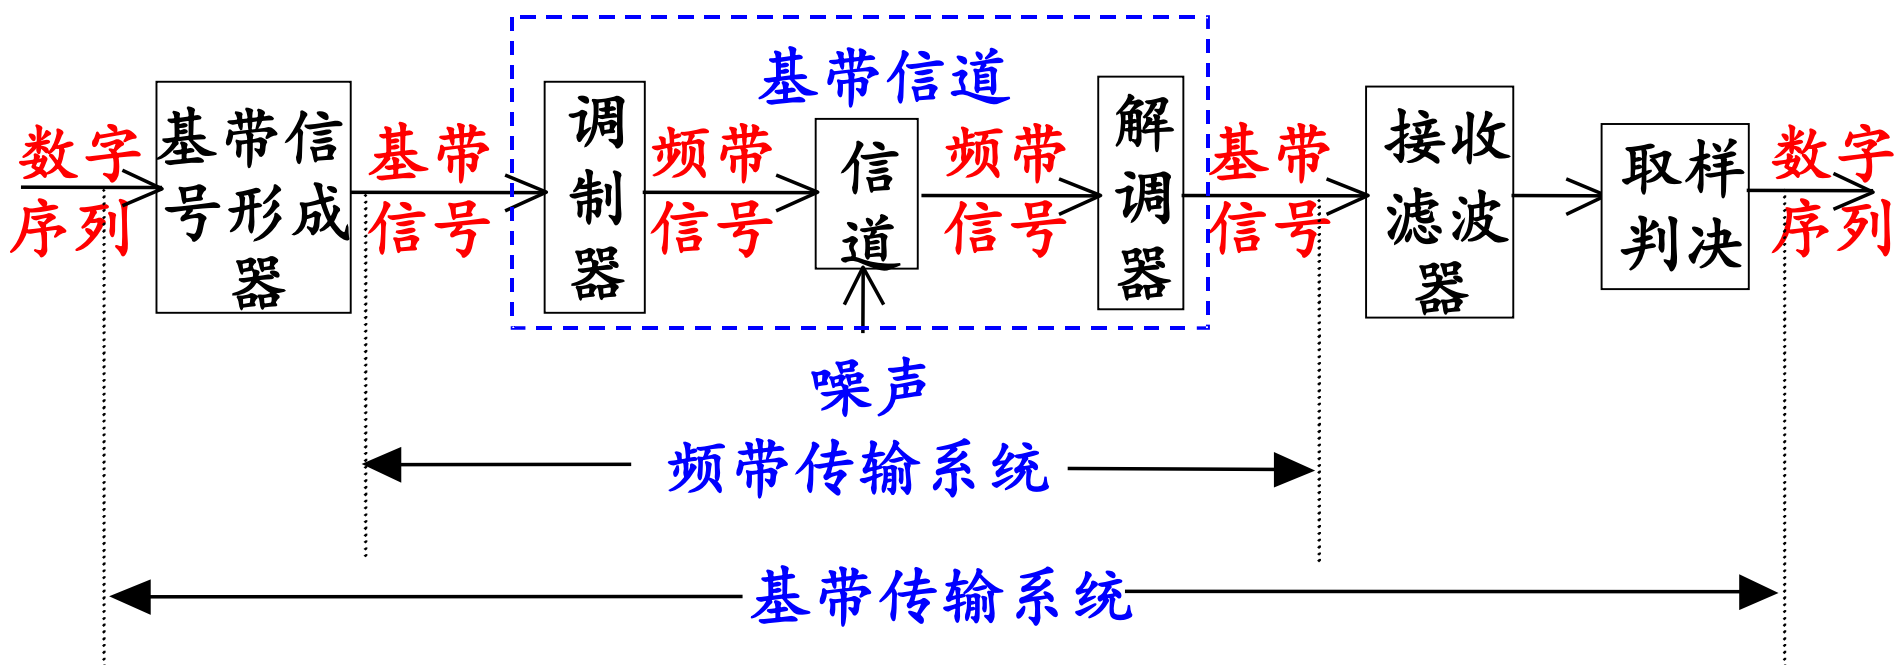 数字
序列
基带信
号形成
器
基带
信号
基带信道
调
制
器
频带
信号
信
道
频带
信号
解
调
器
基带
信号
接收
滤波
器
取样
判决
数字
序列
噪声
频带传输系统
基带传输系统